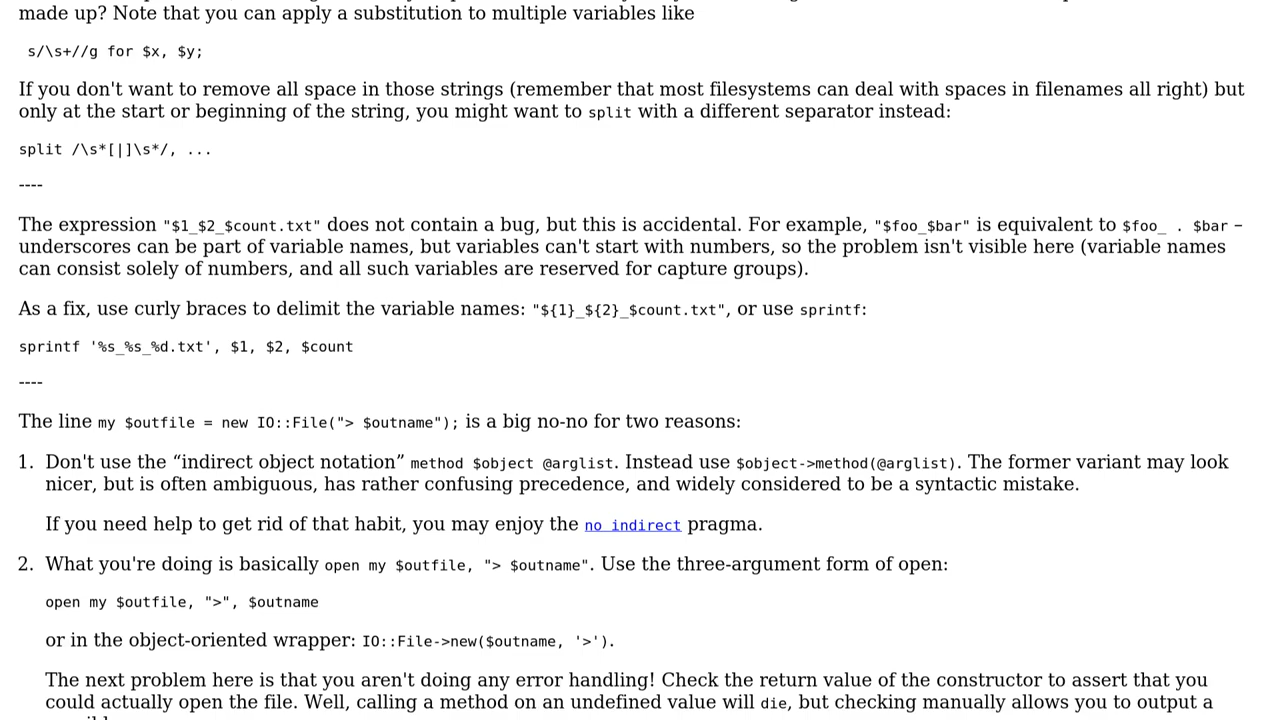 made up? Note that you can apply a substitution to multiple variables like
s/\s+//g for $x, $y;
If you don't want to remove all space in those strings (remember that most filesystems can deal with spaces in filenames all right) but
only at the start or beginning of the string, you might want to split with a different separator instead:
split /\s*[|]\s*/, ...
----
The expression "$1_$2_$count.txt" does not contain a bug, but this is accidental. For example, "$foo_$bar" is equivalent to $foo_ . $bar –
underscores can be part of variable names, but variables can't start with numbers, so the problem isn't visible here (variable names
can consist solely of numbers, and all such variables are reserved for capture groups).
As a fix, use curly braces to delimit the variable names: "${1}_${2}_$count.txt", or use sprintf:
sprintf '%s_%s_%d.txt', $1, $2, $count
----
The line my $outfile = new IO::File("> $outname"); is a big no-no for two reasons:
1. Don't use the “indirect object notation” method $object @arglist. Instead use $object->method(@arglist). The former variant may look
nicer, but is often ambiguous, has rather confusing precedence, and widely considered to be a syntactic mistake.
If you need help to get rid of that habit, you may enjoy the no indirect pragma.
2. What you're doing is basically open my $outfile, "> $outname". Use the three-argument form of open:
open my $outfile, ">", $outname
or in the object-oriented wrapper: IO::File->new($outname, '>').
The next problem here is that you aren't doing any error handling! Check the return value of the constructor to assert that you
could actually open the file. Well, calling a method on an undefined value will die, but checking manually allows you to output a